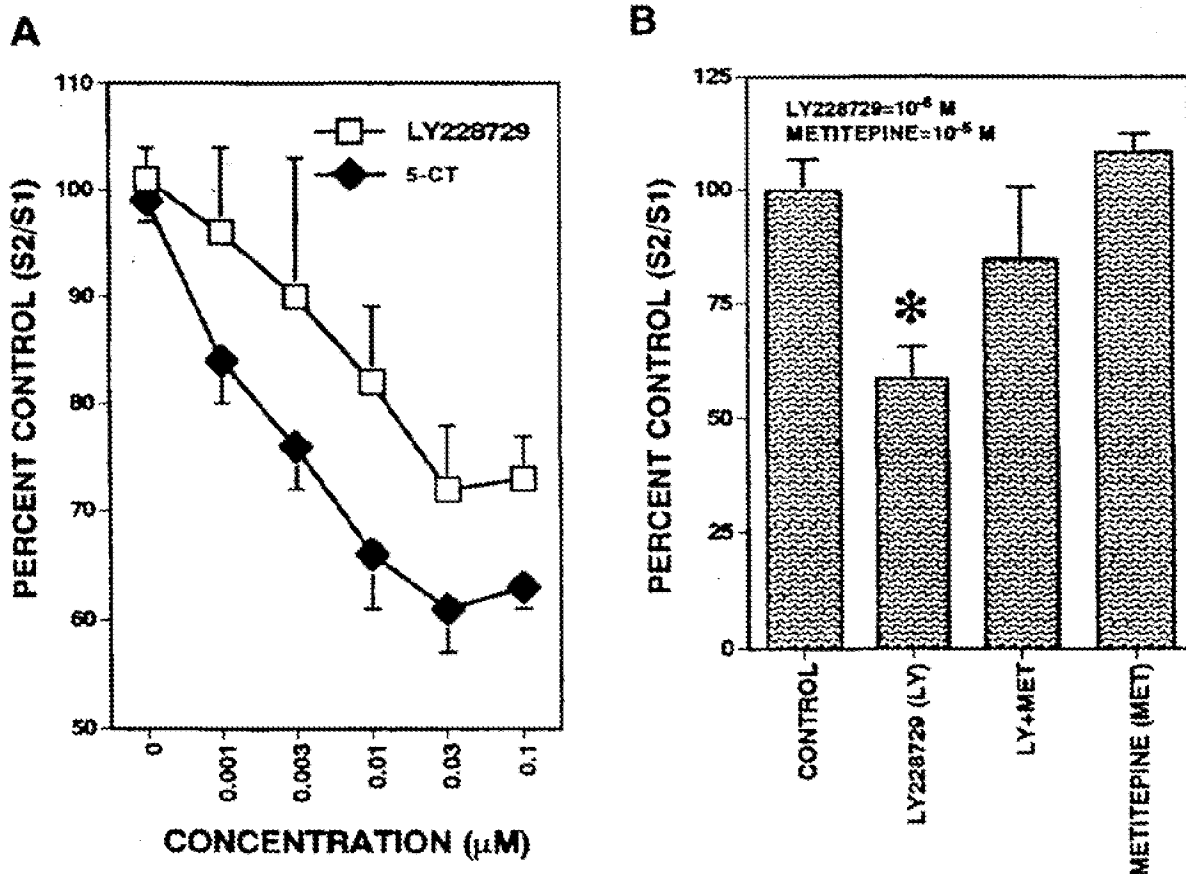 A
110
100
90
80
70
60
50
PERCENT CONTROL (S2/S1)
LY228729
5-CT
0
0.001
0.003
0.01
0.03
0.1
CONCENTRATION (μM)
B
125
100
75
50
25
0
PERCENT CONTROL (S2/S1)
LY228729=10⁻⁶ M
METITEPINE=10⁻⁵ M
*
CONTROL
LY228729 (LY)
LY+MET
METITEPINE (MET)